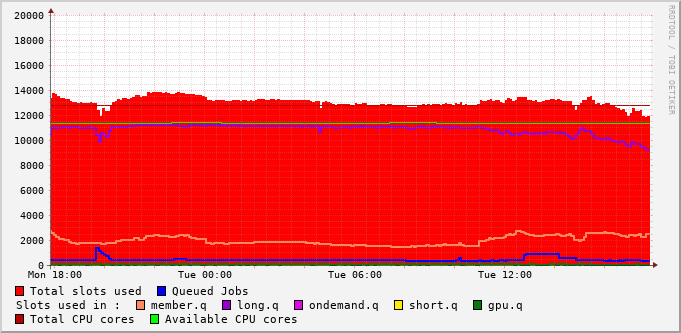 20000
18000
16000
14000
12000
10000
8000
6000
4000
2000
0
Mon 18:00 Tue 00:00 Tue 06:00 Tue 12:00
Total slots used Queued Jobs
Slots used in : member.q long.q ondemand.q short.q gpu.q
Total CPU cores Available CPU cores
RRDTOOL / TOBI OETIKER